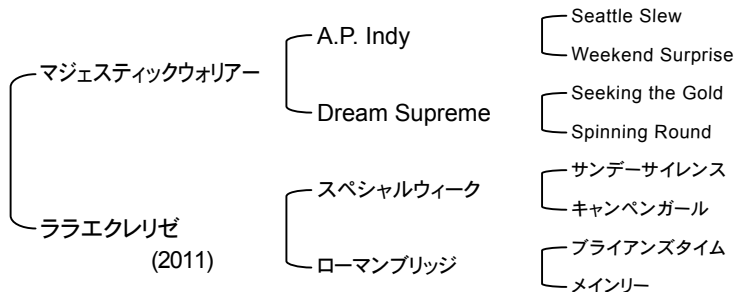 マジェスティックウォリアー
A.P. Indy
Seattle Slew
Weekend Surprise
Dream Supreme
Seeking the Gold
Spinning Round
ララエクレリゼ
(2011)
スペシャルウィーク
サンデーサイレンス
キャンペンガール
ローマンブリッジ
ブライアンズタイム
メインリー